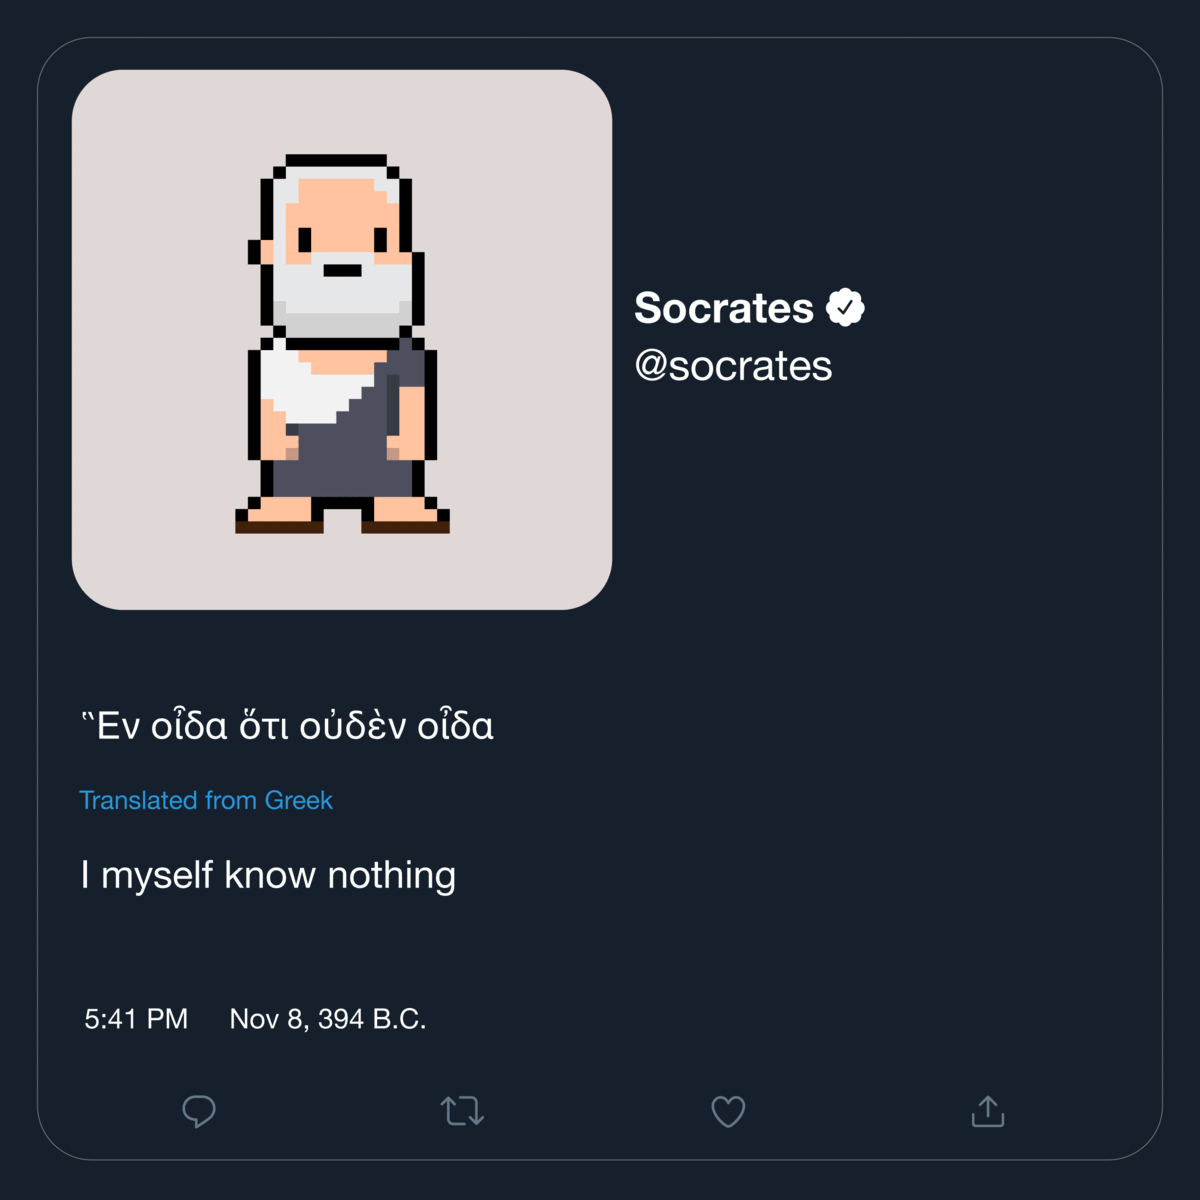 Socrates
@socrates
Ἓν οἶδα ὅτι οὐδὲν οἶδα
Translated from Greek
I myself know nothing
5:41 PM Nov 8, 394 B.C.